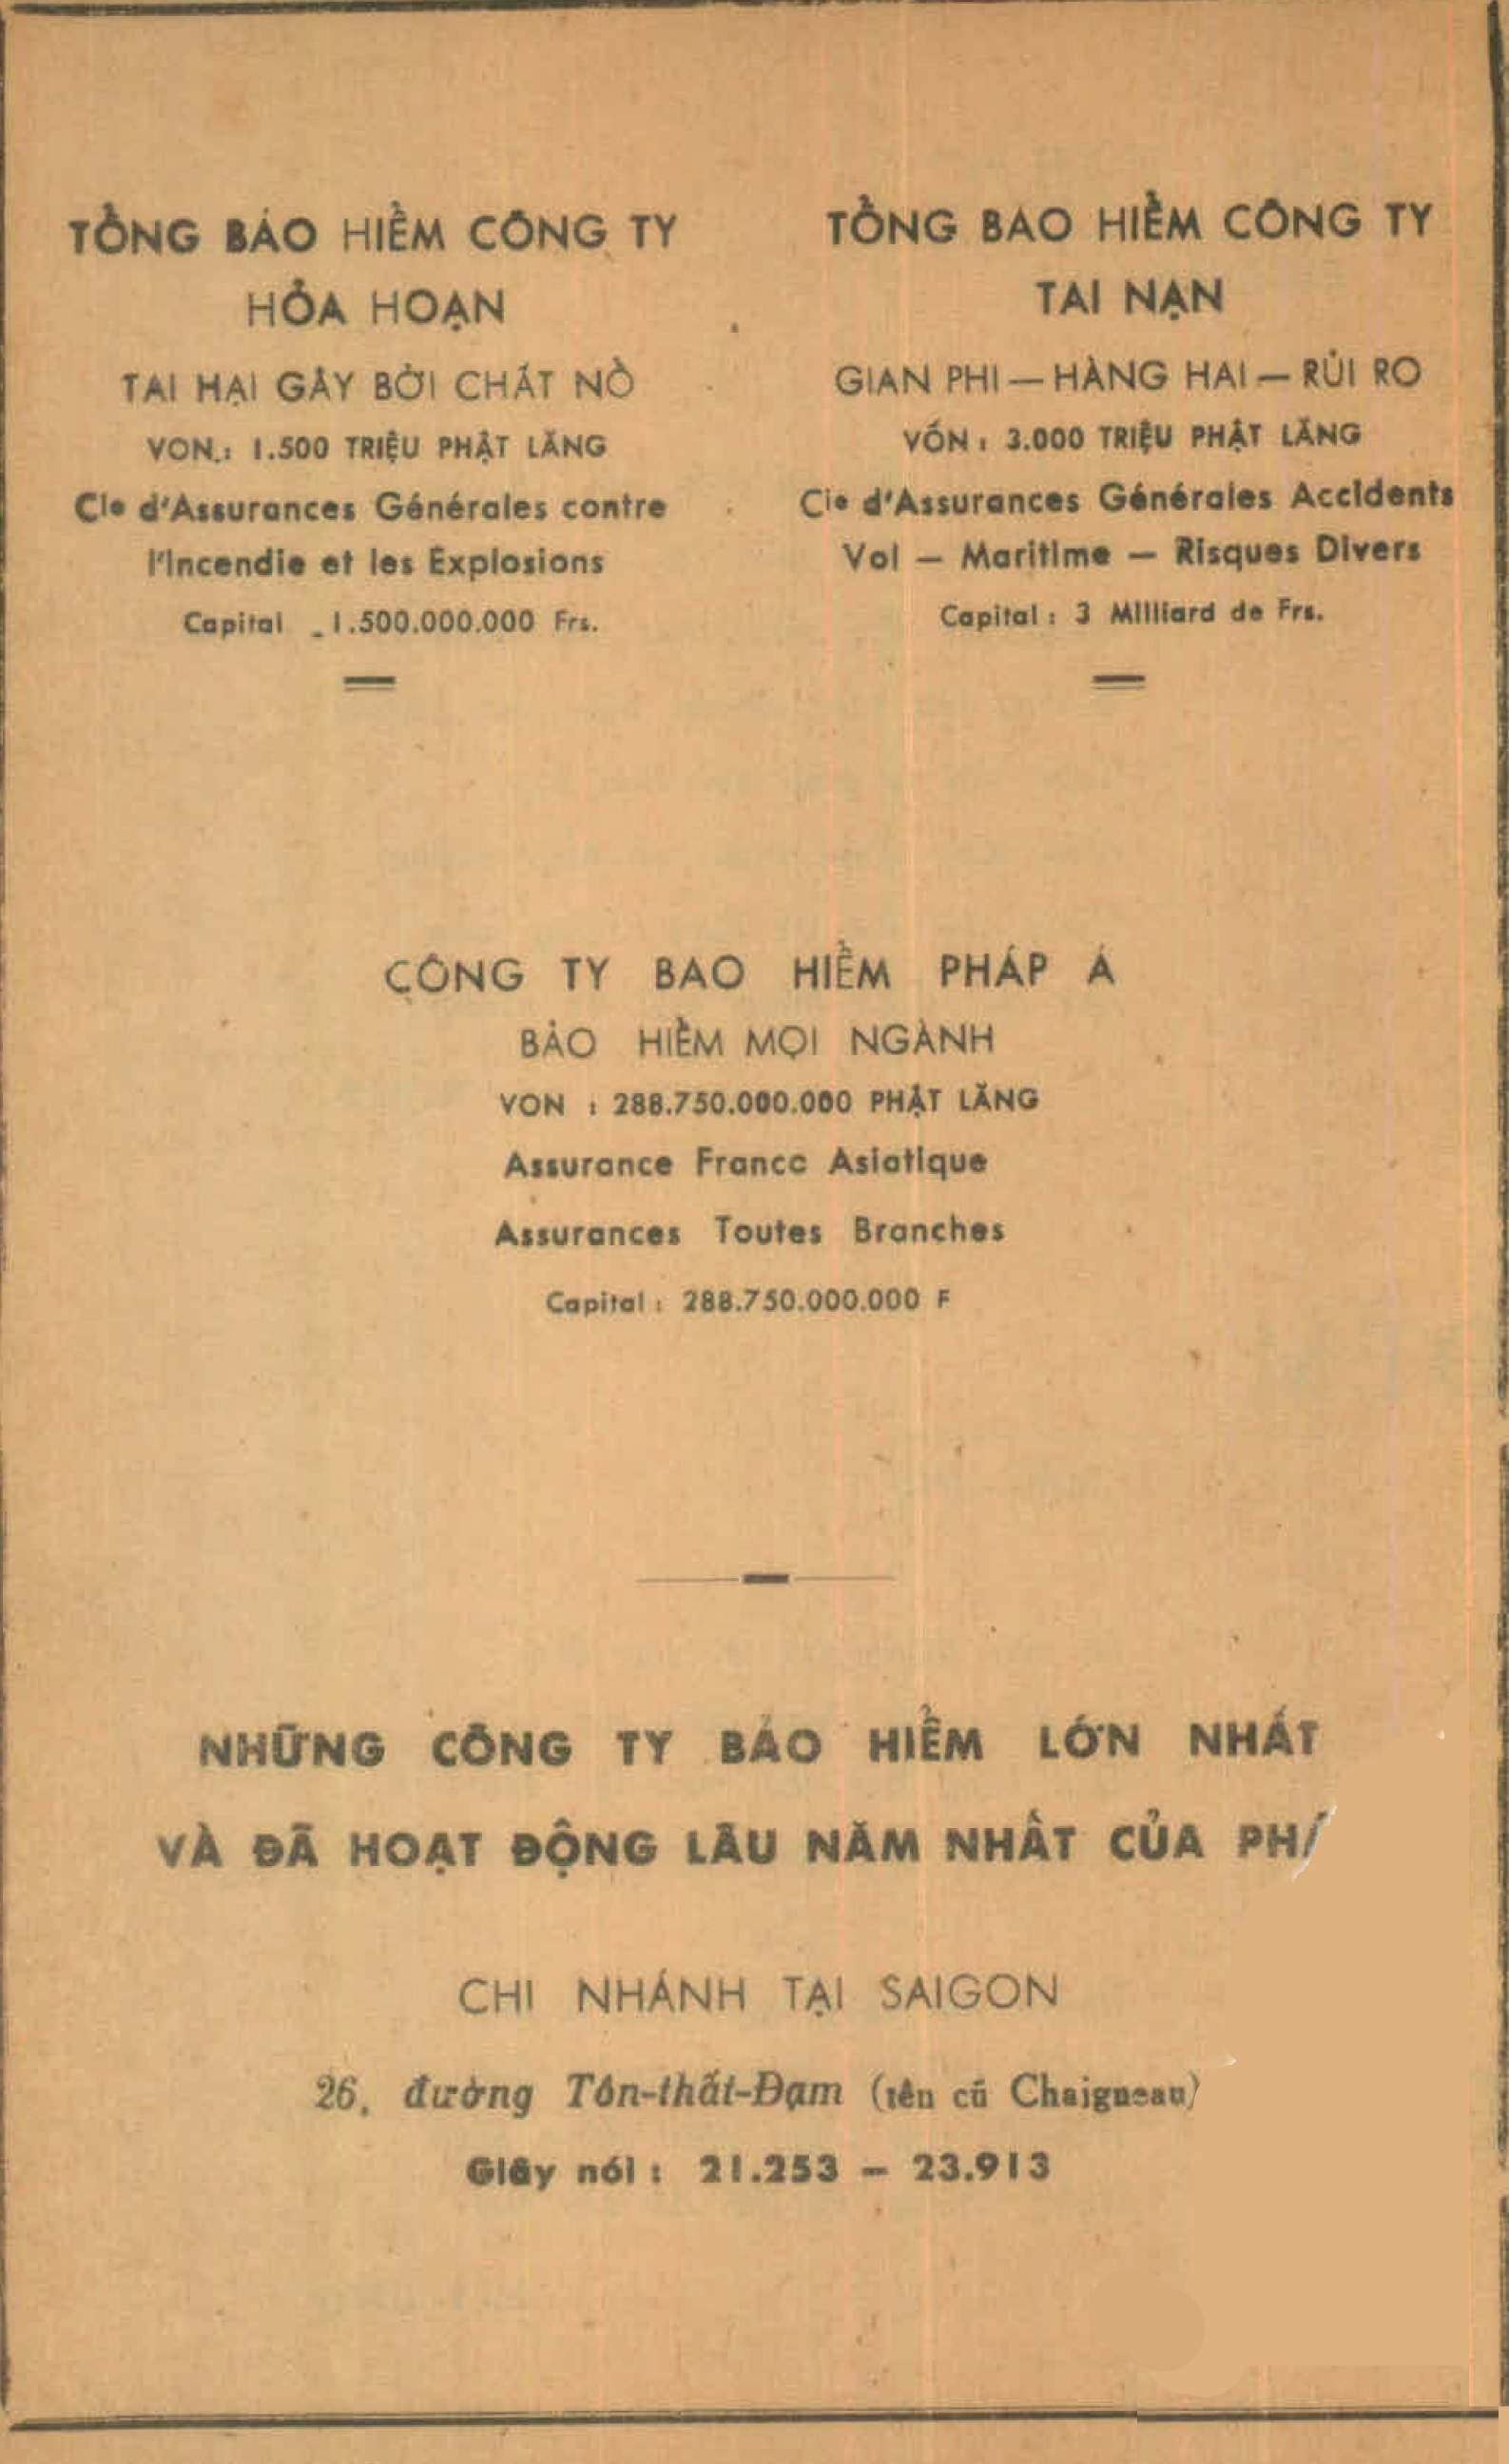 TỔNG BẢO HIỂM CÔNG TY
HỎA HOẠN
TAI HẠI GÂY BỞI CHẤT NỔ
VON : 1.500 TRIỆU PHẬT LĂNG
Cie d'Assurances Générales contre
l'Incendie et les Explosions
Capital : 1.500.000.000 Frs.
TỔNG BAO HIỂM CÔNG TY
TAI NẠN
GIAN PHI — HÀNG HAI — RỦI RO
VỐN : 3.000 TRIỆU PHẬT LĂNG
Cie d'Assurances Générales Accidents
Vol — Maritime — Risques Divers
Capital : 3 Milliard de Frs.
CÔNG TY BAO HIỂM PHÁP Á
BẢO HIỂM MỌI NGÀNH
VON : 288.750.000.000 PHẬT LĂNG
Assurance Franco Asiatique
Assurances Toutes Branches
Capital : 288.750.000.000 F
NHỮNG CÔNG TY BẢO HIỂM LỚN NHẤT
VÀ ĐÃ HOẠT ĐỘNG LÂU NĂM NHẤT CỦA
CHI NHÁNH TẠI SAIGON
26, đường Tôn-thất-Đạm (tên cũ Chaigneau)
Giây nói : 21.253 – 23.913